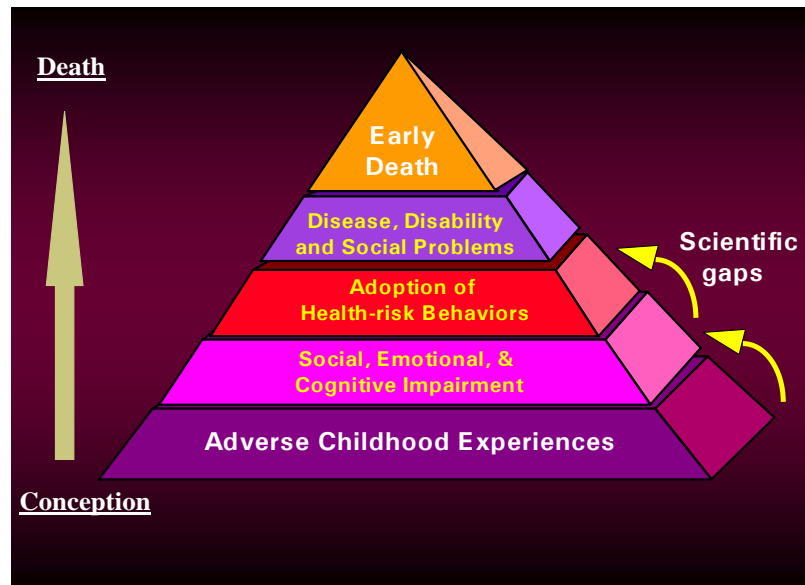 Death
Early
Death
Disease, Disability
and Social Problems
Scientific
gaps
Adoption of
Health-risk Behaviors
Social, Emotional, &
Cognitive Impairment
Adverse Childhood Experiences
Conception